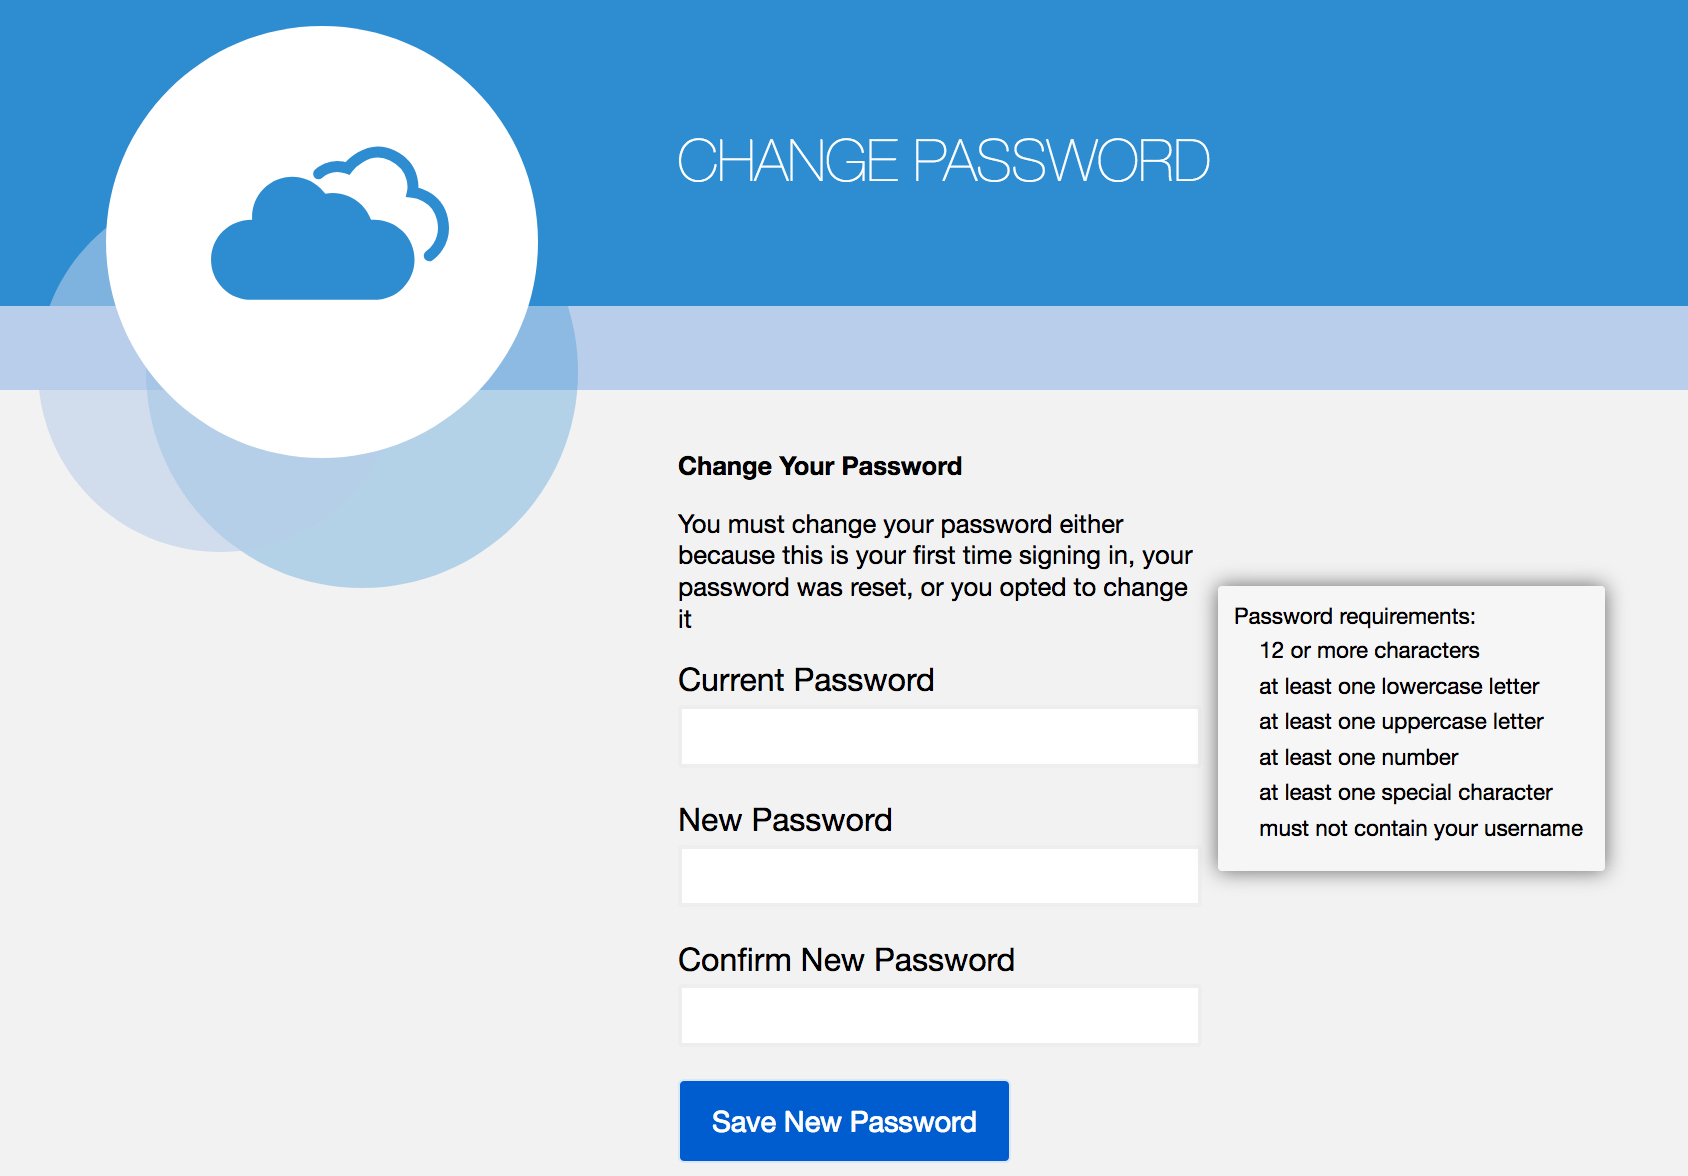 CHANGE PASSWORD
Change Your Password
You must change your password either
because this is your first time signing in, your
password was reset, or you opted to change
it
Current Password
New Password
Confirm New Password
Save New Password
Password requirements:
12 or more characters
at least one lowercase letter
at least one uppercase letter
at least one number
at least one special character
must not contain your username